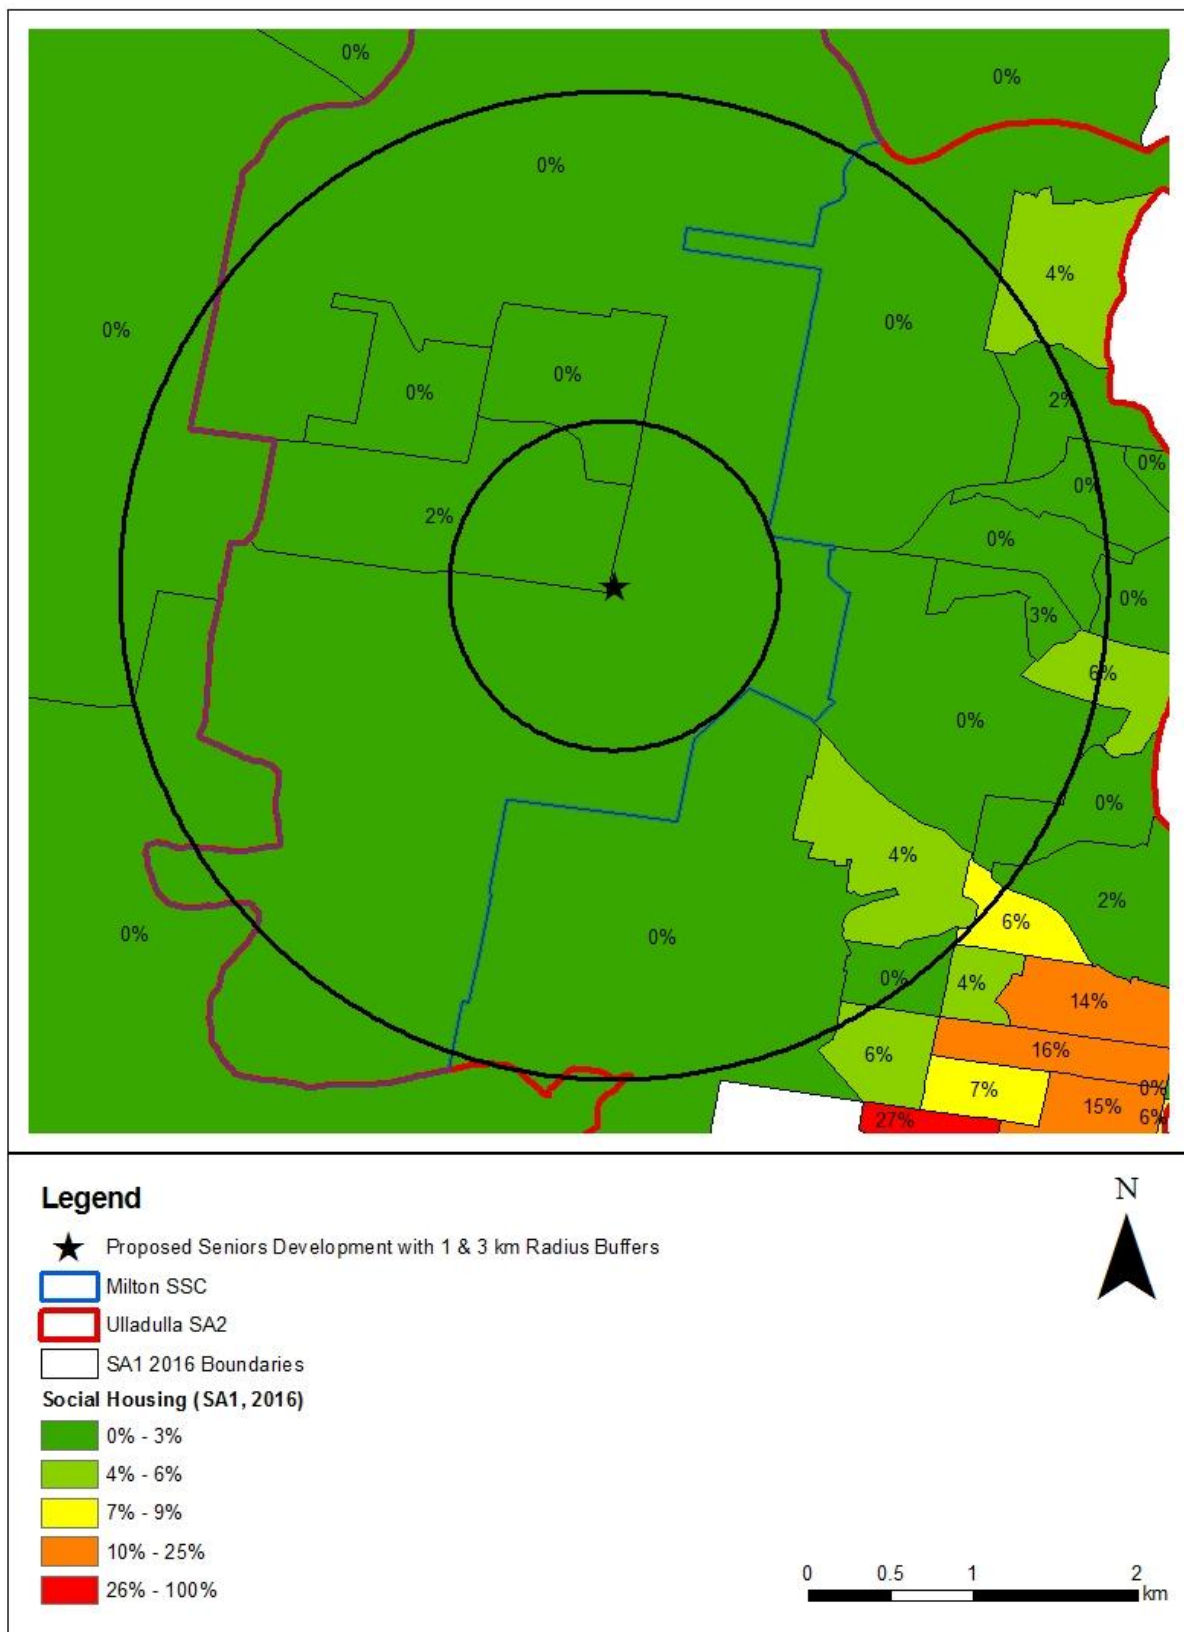 0%
0%
0%
4%
0%
0%
0%
0%
2%
0%
0%
2%
0%
0%
3%
6%
0%
0%
4%
2%
0%
0%
6%
0%
4%
14%
6%
16%
7%
0%
15%
6%
27%
Legend
N
Proposed Seniors Development with 1 & 3 km Radius Buffers
Milton SSC
Ulladulla SA2
SA1 2016 Boundaries
Social Housing (SA1, 2016)
0% - 3%
4% - 6%
7% - 9%
10% - 25%
26% - 100%
0 0.5 1 2
km